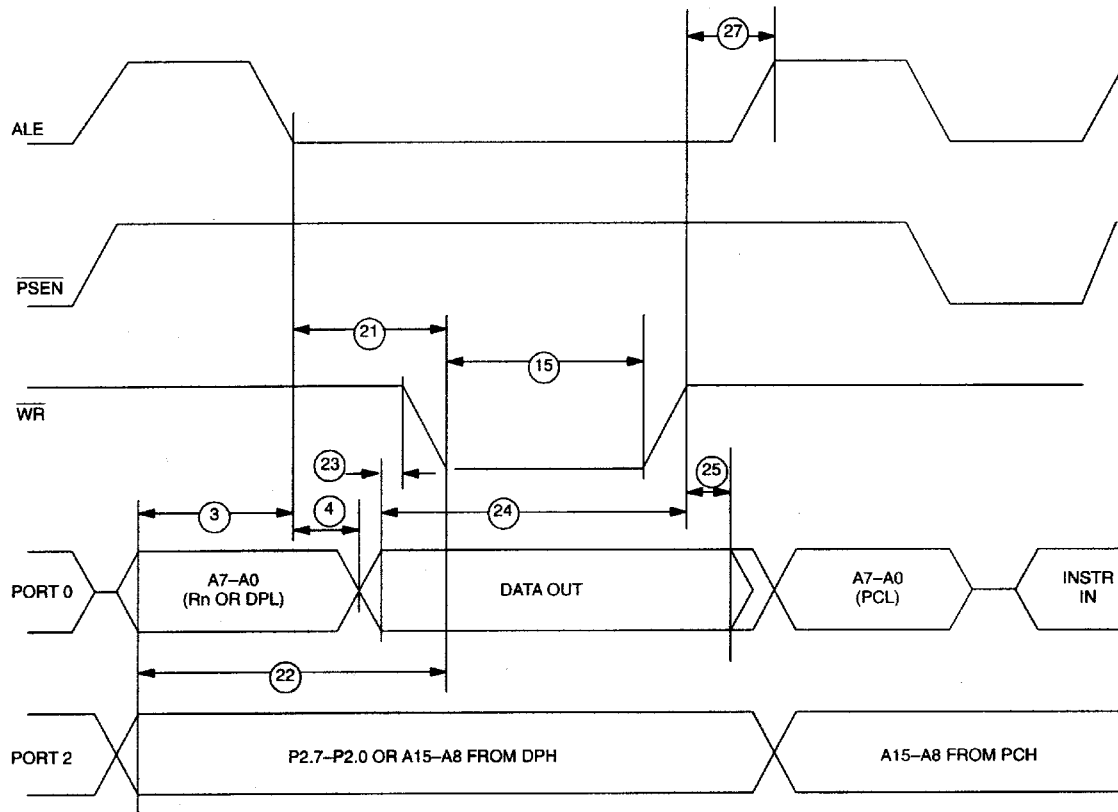 27
ALE
PSEN
21
15
WR
23
25
3
4
24
PORT 0
A7–A0
(Rn OR DPL)
DATA OUT
A7–A0
(PCL)
INSTR
IN
22
PORT 2
P2.7–P2.0 OR A15–A8 FROM DPH
A15–A8 FROM PCH